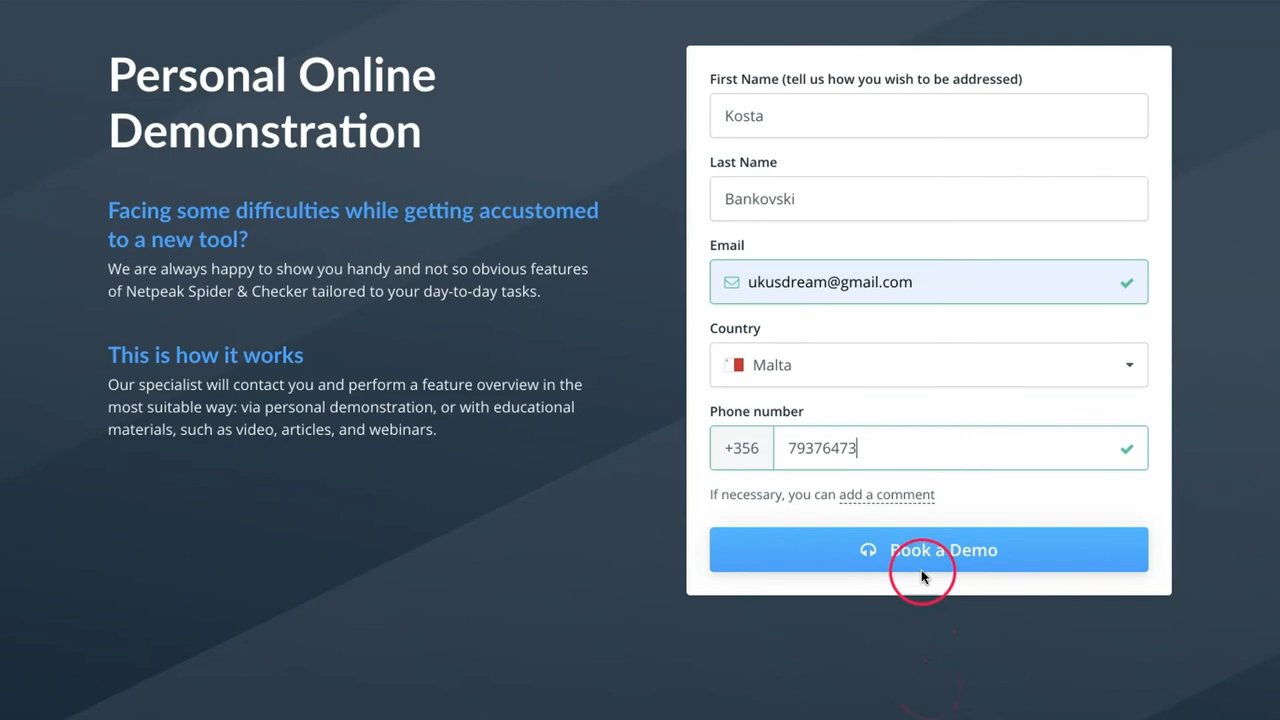 Personal Online
Demonstration
Facing some difficulties while getting accustomed
to a new tool?
We are always happy to show you handy and not so obvious features
of Netpeak Spider & Checker tailored to your day-to-day tasks.
This is how it works
Our specialist will contact you and perform a feature overview in the
most suitable way: via personal demonstration, or with educational
materials, such as video, articles, and webinars.
First Name (tell us how you wish to be addressed)
Kosta
Last Name
Bankovski
Email
ukusdream@gmail.com
Country
Malta
Phone number
+356 79376473
If necessary, you can add a comment
Book a Demo